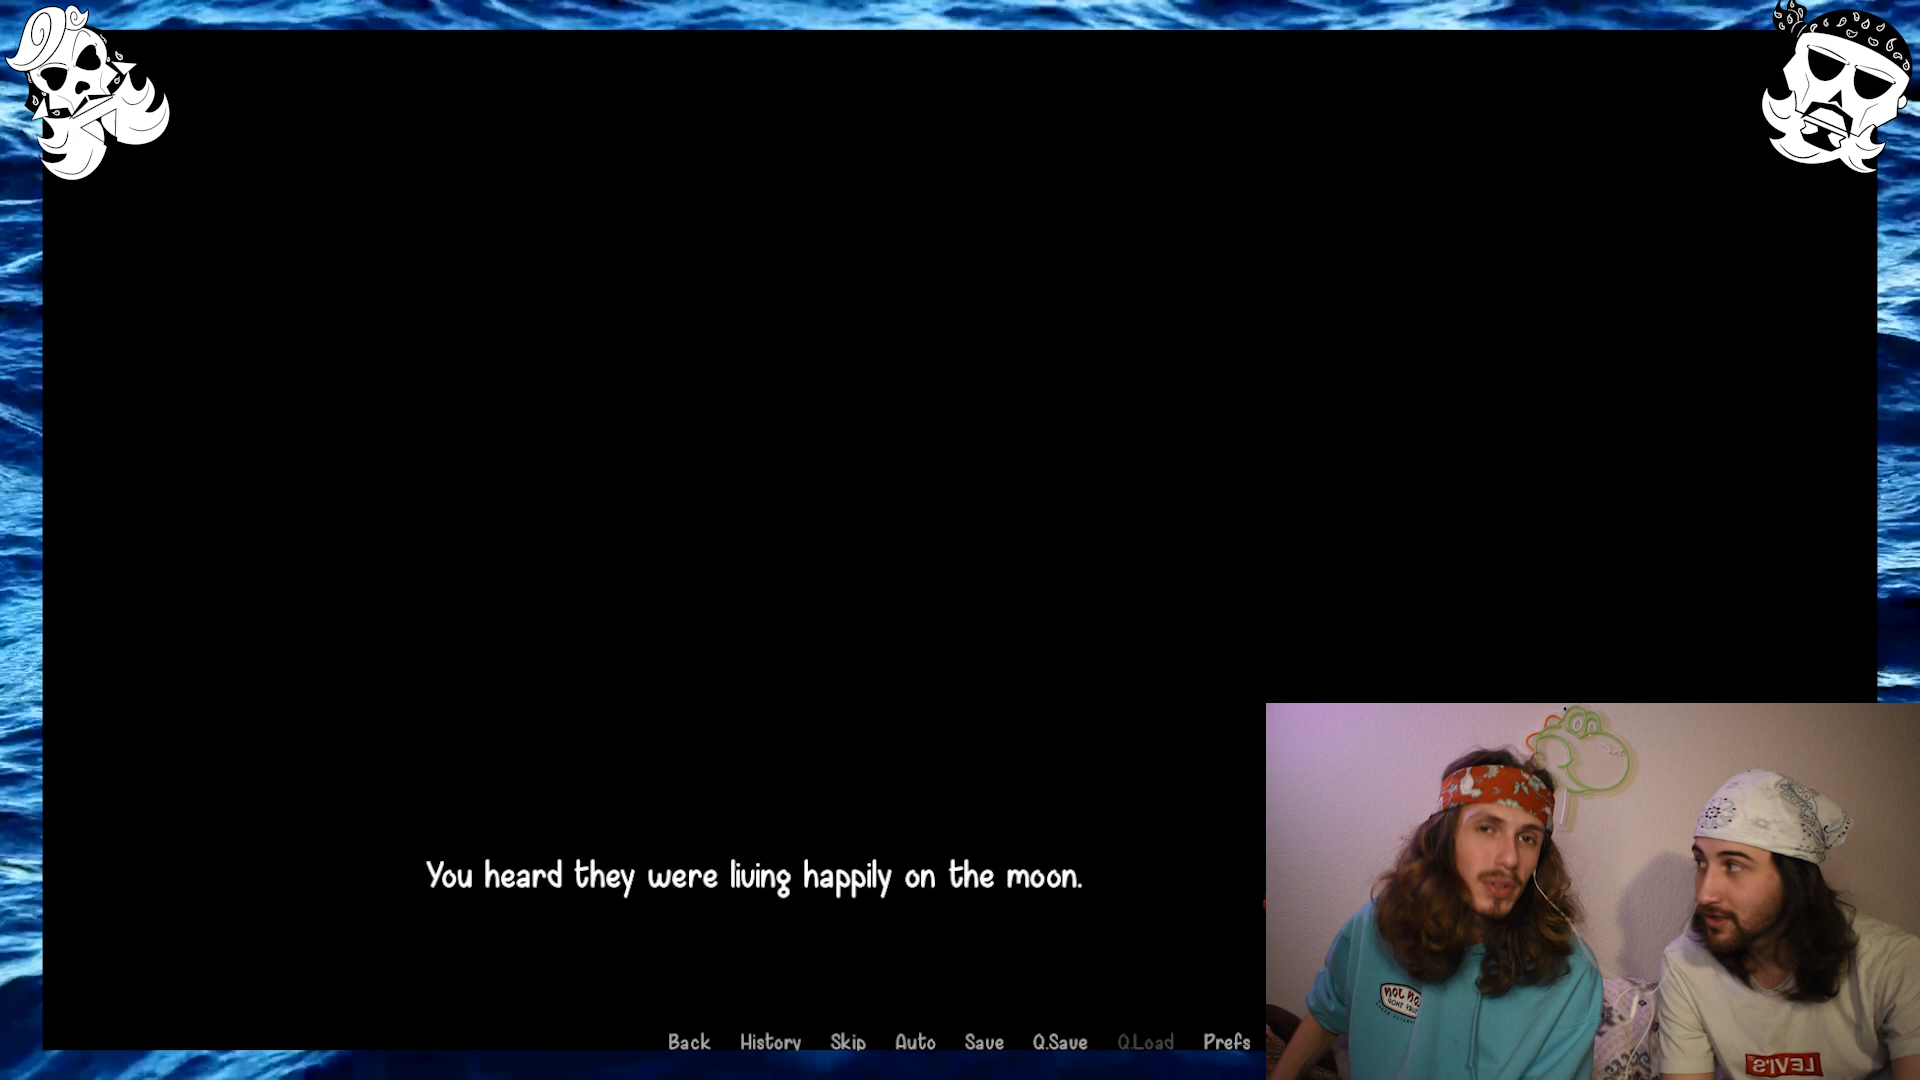 You heard they were living happily on the moon.
Back History Skip Auto Save Q.Save Q.Load Prefs
LEVI'S